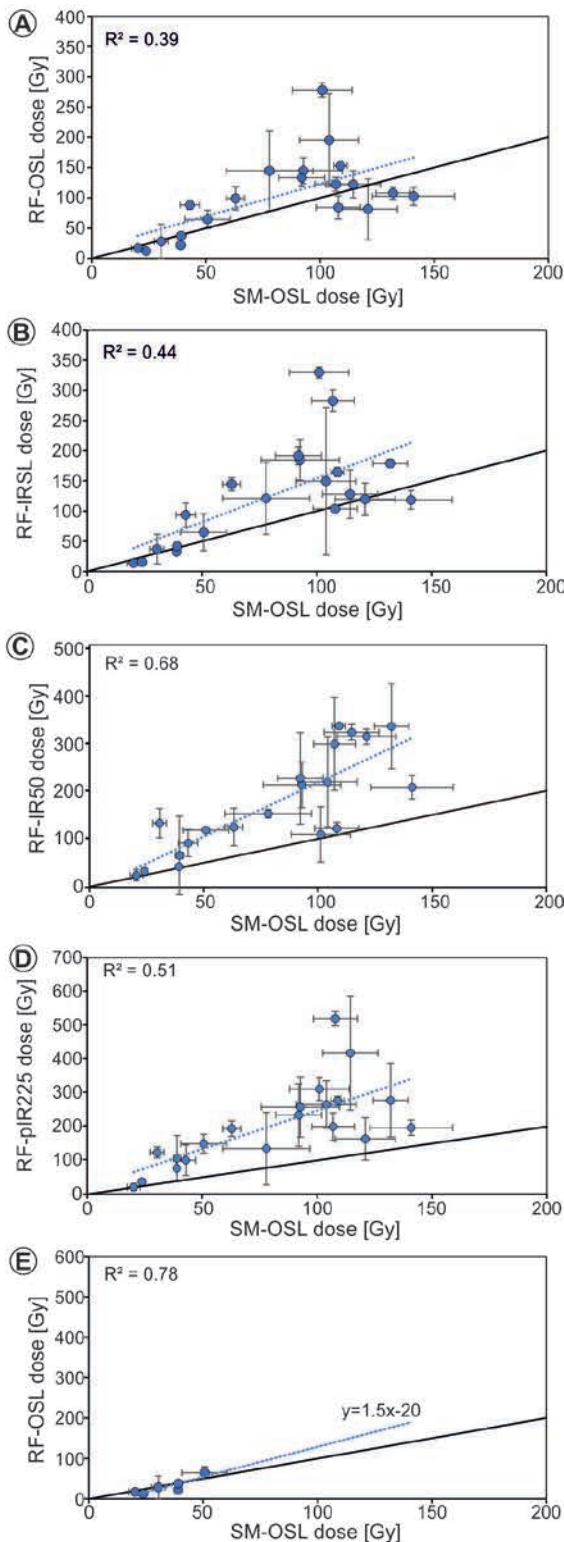 A
R² = 0.39
RF-OSL dose [Gy]
400
350
300
250
200
150
100
50
0
0 50 100 150 200
SM-OSL dose [Gy]
B
R² = 0.44
RF-IRSL dose [Gy]
400
350
300
250
200
150
100
50
0
0 50 100 150 200
SM-OSL dose [Gy]
C
R² = 0.68
RF-IR50 dose [Gy]
500
400
300
200
100
0
0 50 100 150 200
SM-OSL dose [Gy]
D
R² = 0.51
RF-pIR225 dose [Gy]
700
600
500
400
300
200
100
0
0 50 100 150 200
SM-OSL dose [Gy]
E
R² = 0.78
RF-OSL dose [Gy]
600
500
400
300
200
100
0
y=1.5x-20
0 50 100 150 200
SM-OSL dose [Gy]